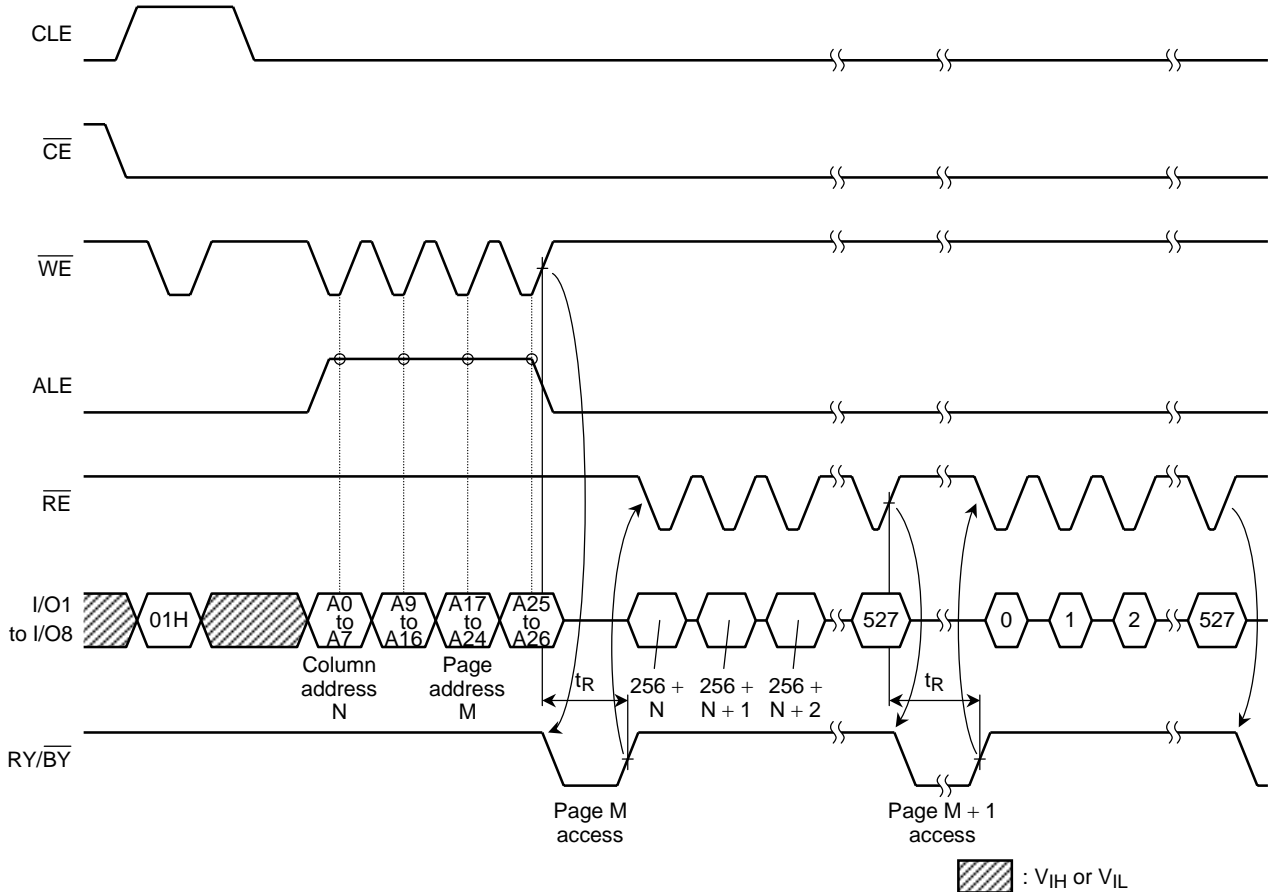 CLE
CE
WE
ALE
RE
I/O1
to I/O8
01H
A0
to
A7
A9
to
A16
A17
to
A24
A25
to
A26
527
0
1
2
527
Column
address
N
Page
address
M
tR
256 +
N
256 +
N + 1
256 +
N + 2
tR
RY/BY
Page M
access
Page M + 1
access
: VIH or VIL